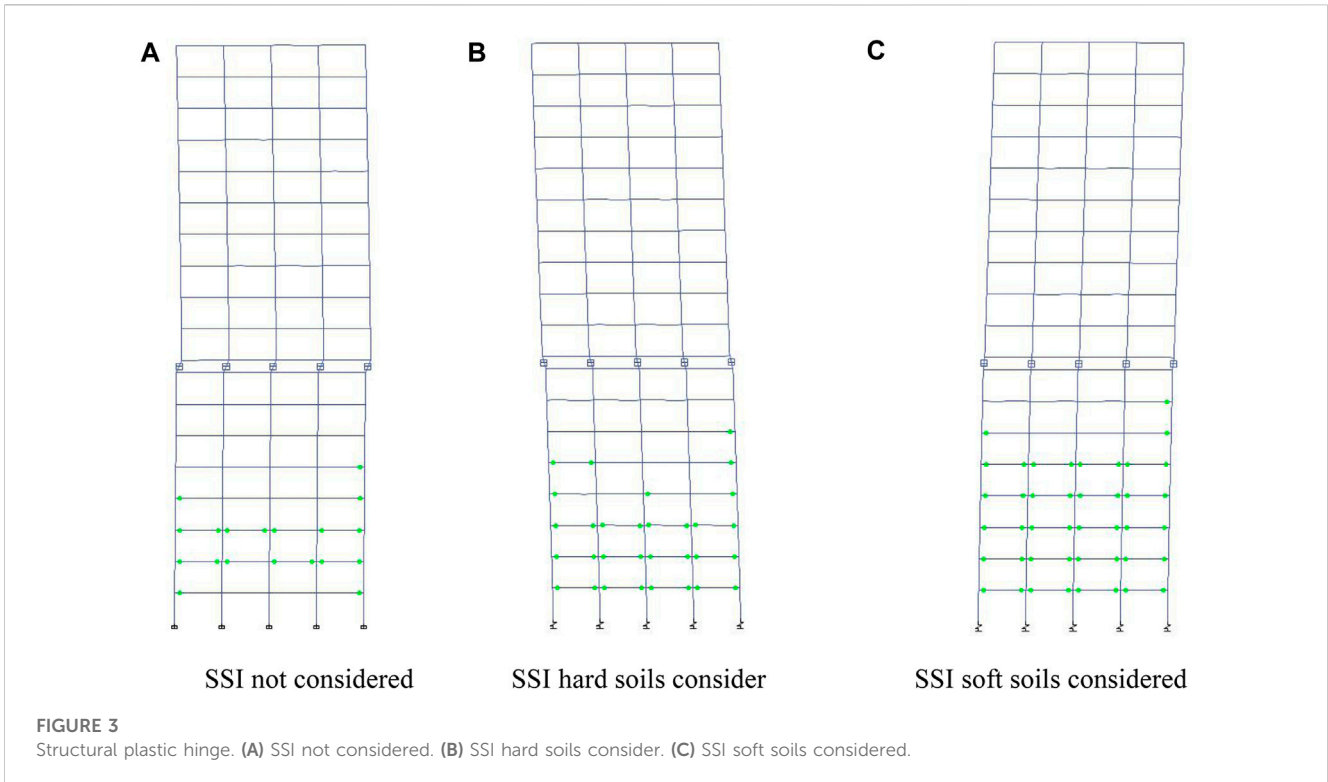 A
B
C
SSI not considered
SSI hard soils consider
SSI soft soils considered
FIGURE 3
Structural plastic hinge. (A) SSI not considered. (B) SSI hard soils consider. (C) SSI soft soils considered.